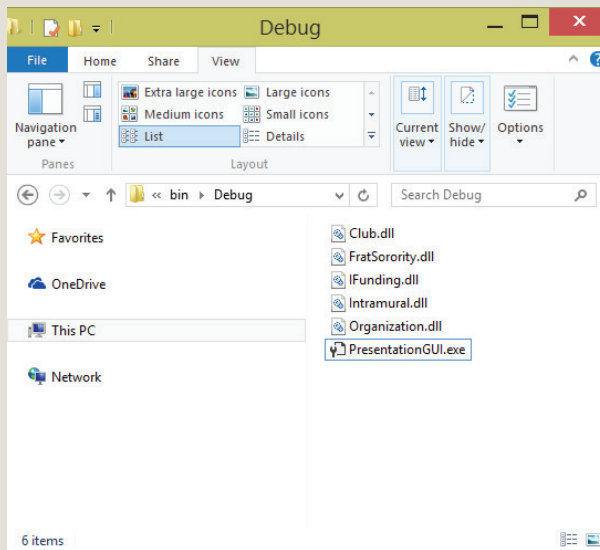 Debug
File Home Share View
Extra large icons Large icons
Medium icons Small icons
List Details
Navigation pane
Current view
Show/ hide
Options
Panes Layout
« bin Debug Search Debug
Favorites
OneDrive
This PC
Network
Club.dll
FratSorority.dll
IFunding.dll
Intramural.dll
Organization.dll
PresentationGUI.exe
6 items